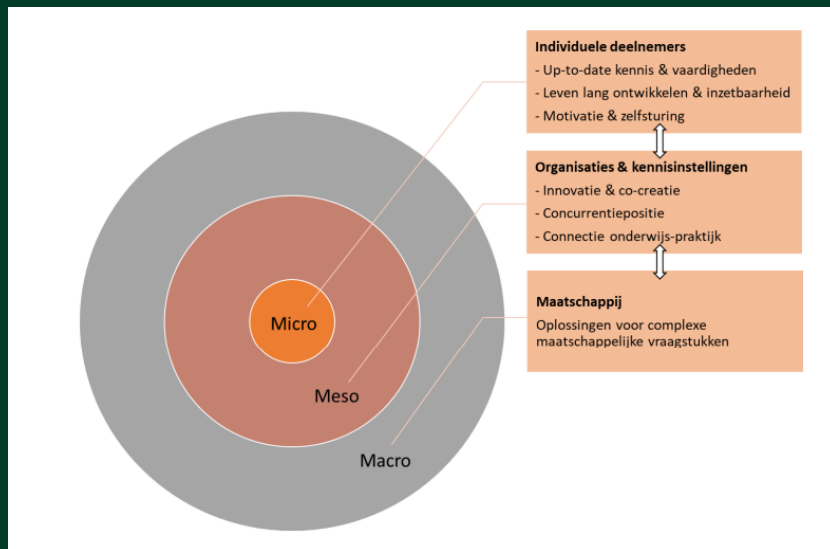 Individuele deelnemers
- Up-to-date kennis & vaardigheden
- Leven lang ontwikkelen & inzetbaarheid
- Motivatie & zelfsturing
Organisaties & kennisinstellingen
- Innovatie & co-creatie
- Concurrentiepositie
- Connectie onderwijs-praktijk
Maatschappij
Oplossingen voor complexe
maatschappelijke vraagstukken
Micro
Meso
Macro